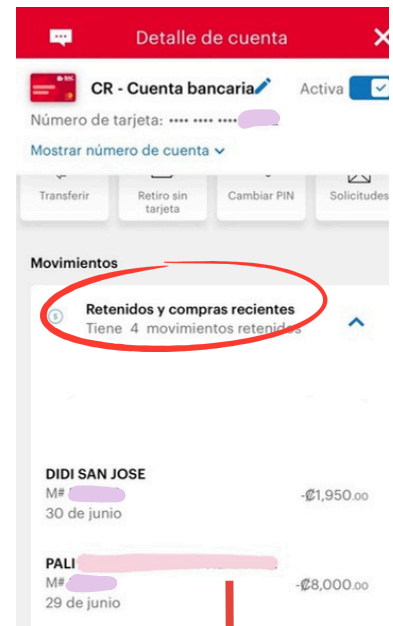 Detalle de cuenta
CR - Cuenta bancaria
Activa
Número de tarjeta: •••• •••• ••••
Mostrar número de cuenta
Transferir
Retiro sin
tarjeta
Cambiar PIN
Solicitudes
Movimientos
Retenidos y compras recientes
Tiene 4 movimientos retenidos
DIDI SAN JOSE
M#
-₡1,950.00
30 de junio
PALI
M#
-₡8,000.00
29 de junio